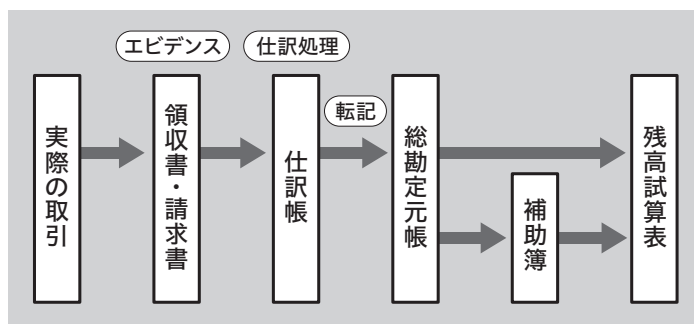 エビデンス
仕訳処理
転記
実際の取引
領収書・請求書
仕訳帳
総勘定元帳
補助簿
残高試算表